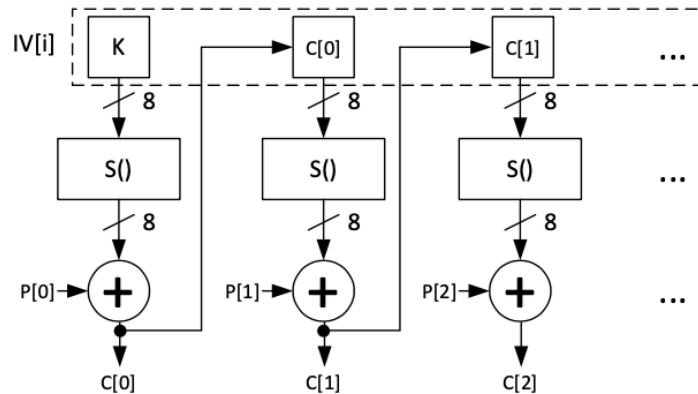 IV[i] K C[0] C[1] ...
8 8 8
S() S() S() ...
8 8 8
P[0] + P[1] + P[2] + ...
C[0] C[1] C[2]